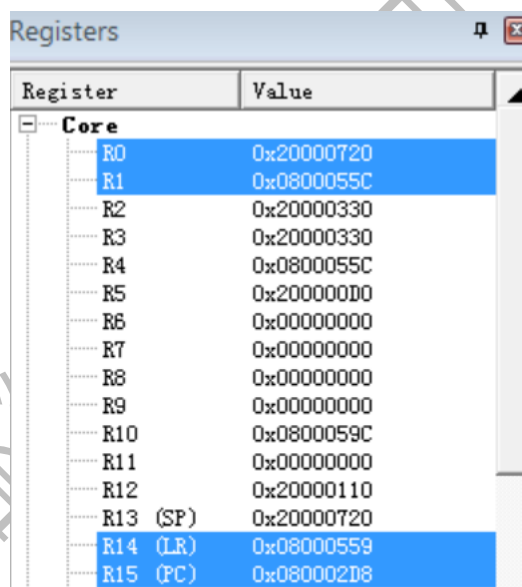 Registers
Register Value
Core
R0 0x20000720
R1 0x0800055C
R2 0x20000330
R3 0x20000330
R4 0x0800055C
R5 0x200000D0
R6 0x00000000
R7 0x00000000
R8 0x00000000
R9 0x00000000
R10 0x0800059C
R11 0x00000000
R12 0x20000110
R13 (SP) 0x20000720
R14 (LR) 0x08000559
R15 (PC) 0x080002D8